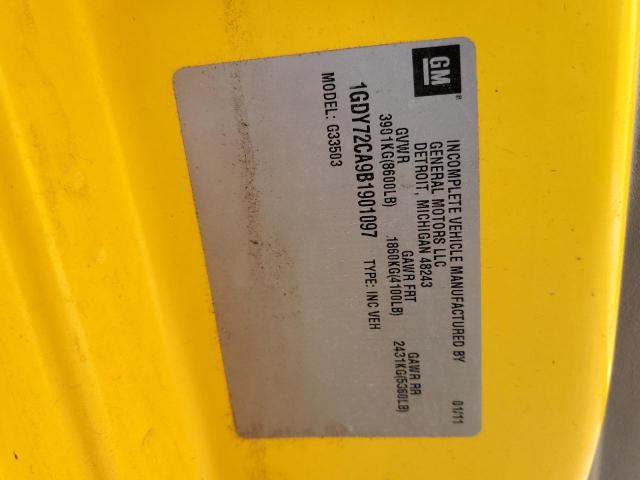 GM
INCOMPLETE VEHICLE MANUFACTURED BY
GENERAL MOTORS LLC
DETROIT, MICHIGAN 48243
01/11
GVWR GAWR FRT GAWR RR
3901KG(8600LB) 1860KG(4100LB) 2431KG(5360LB)
1GDY72CA9B1901097 TYPE: INC VEH
MODEL: G33503